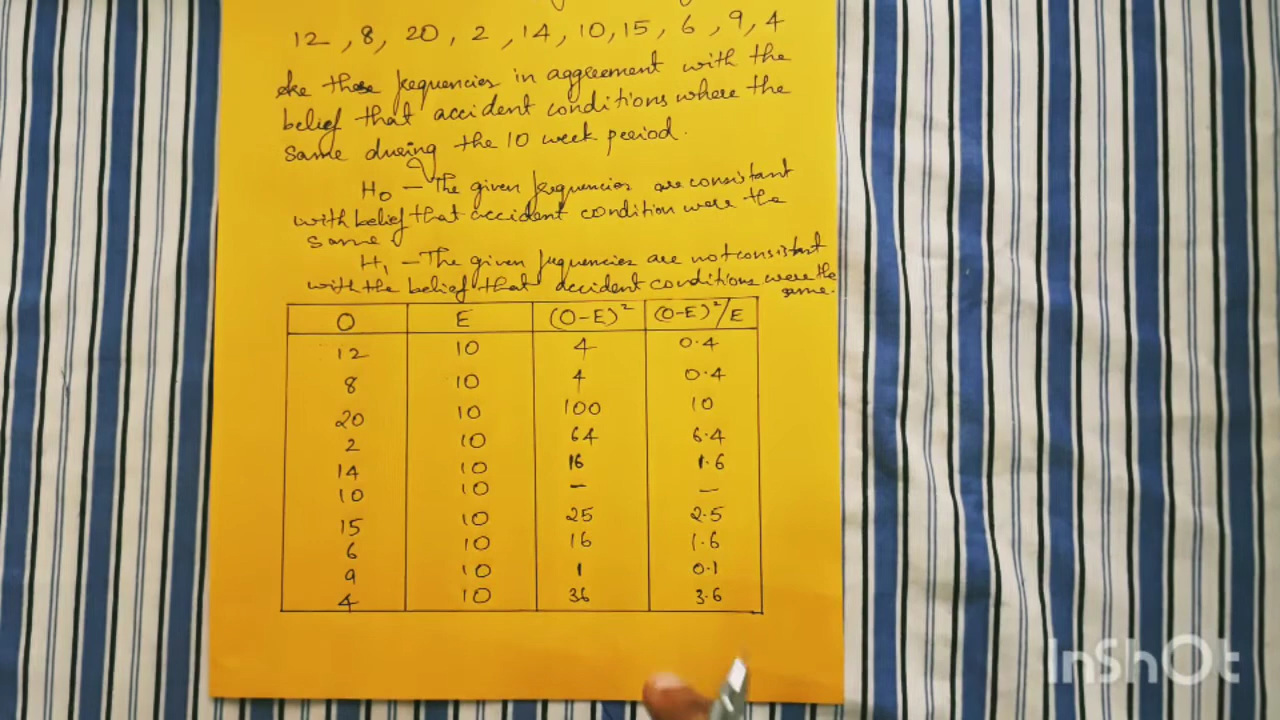 12 , 8, 20 , 2 , 14, 10, 15 , 6 , 9, 4
Are these frequencies in aggreement with the
belief that accident conditions where the
same during the 10 week period.
H0 – The given frequencies are consistant
with belief that accident condition were the
same
H1 – The given frequencies are not consistant
with the belief that accident conditions were the
same.
O E (O-E)² (O-E)²/E
12 10 4 0.4
8 10 4 0.4
20 10 100 10
2 10 64 6.4
14 10 16 1.6
10 10 – –
15 10 25 2.5
6 10 16 1.6
9 10 1 0.1
4 10 36 3.6
InShOt